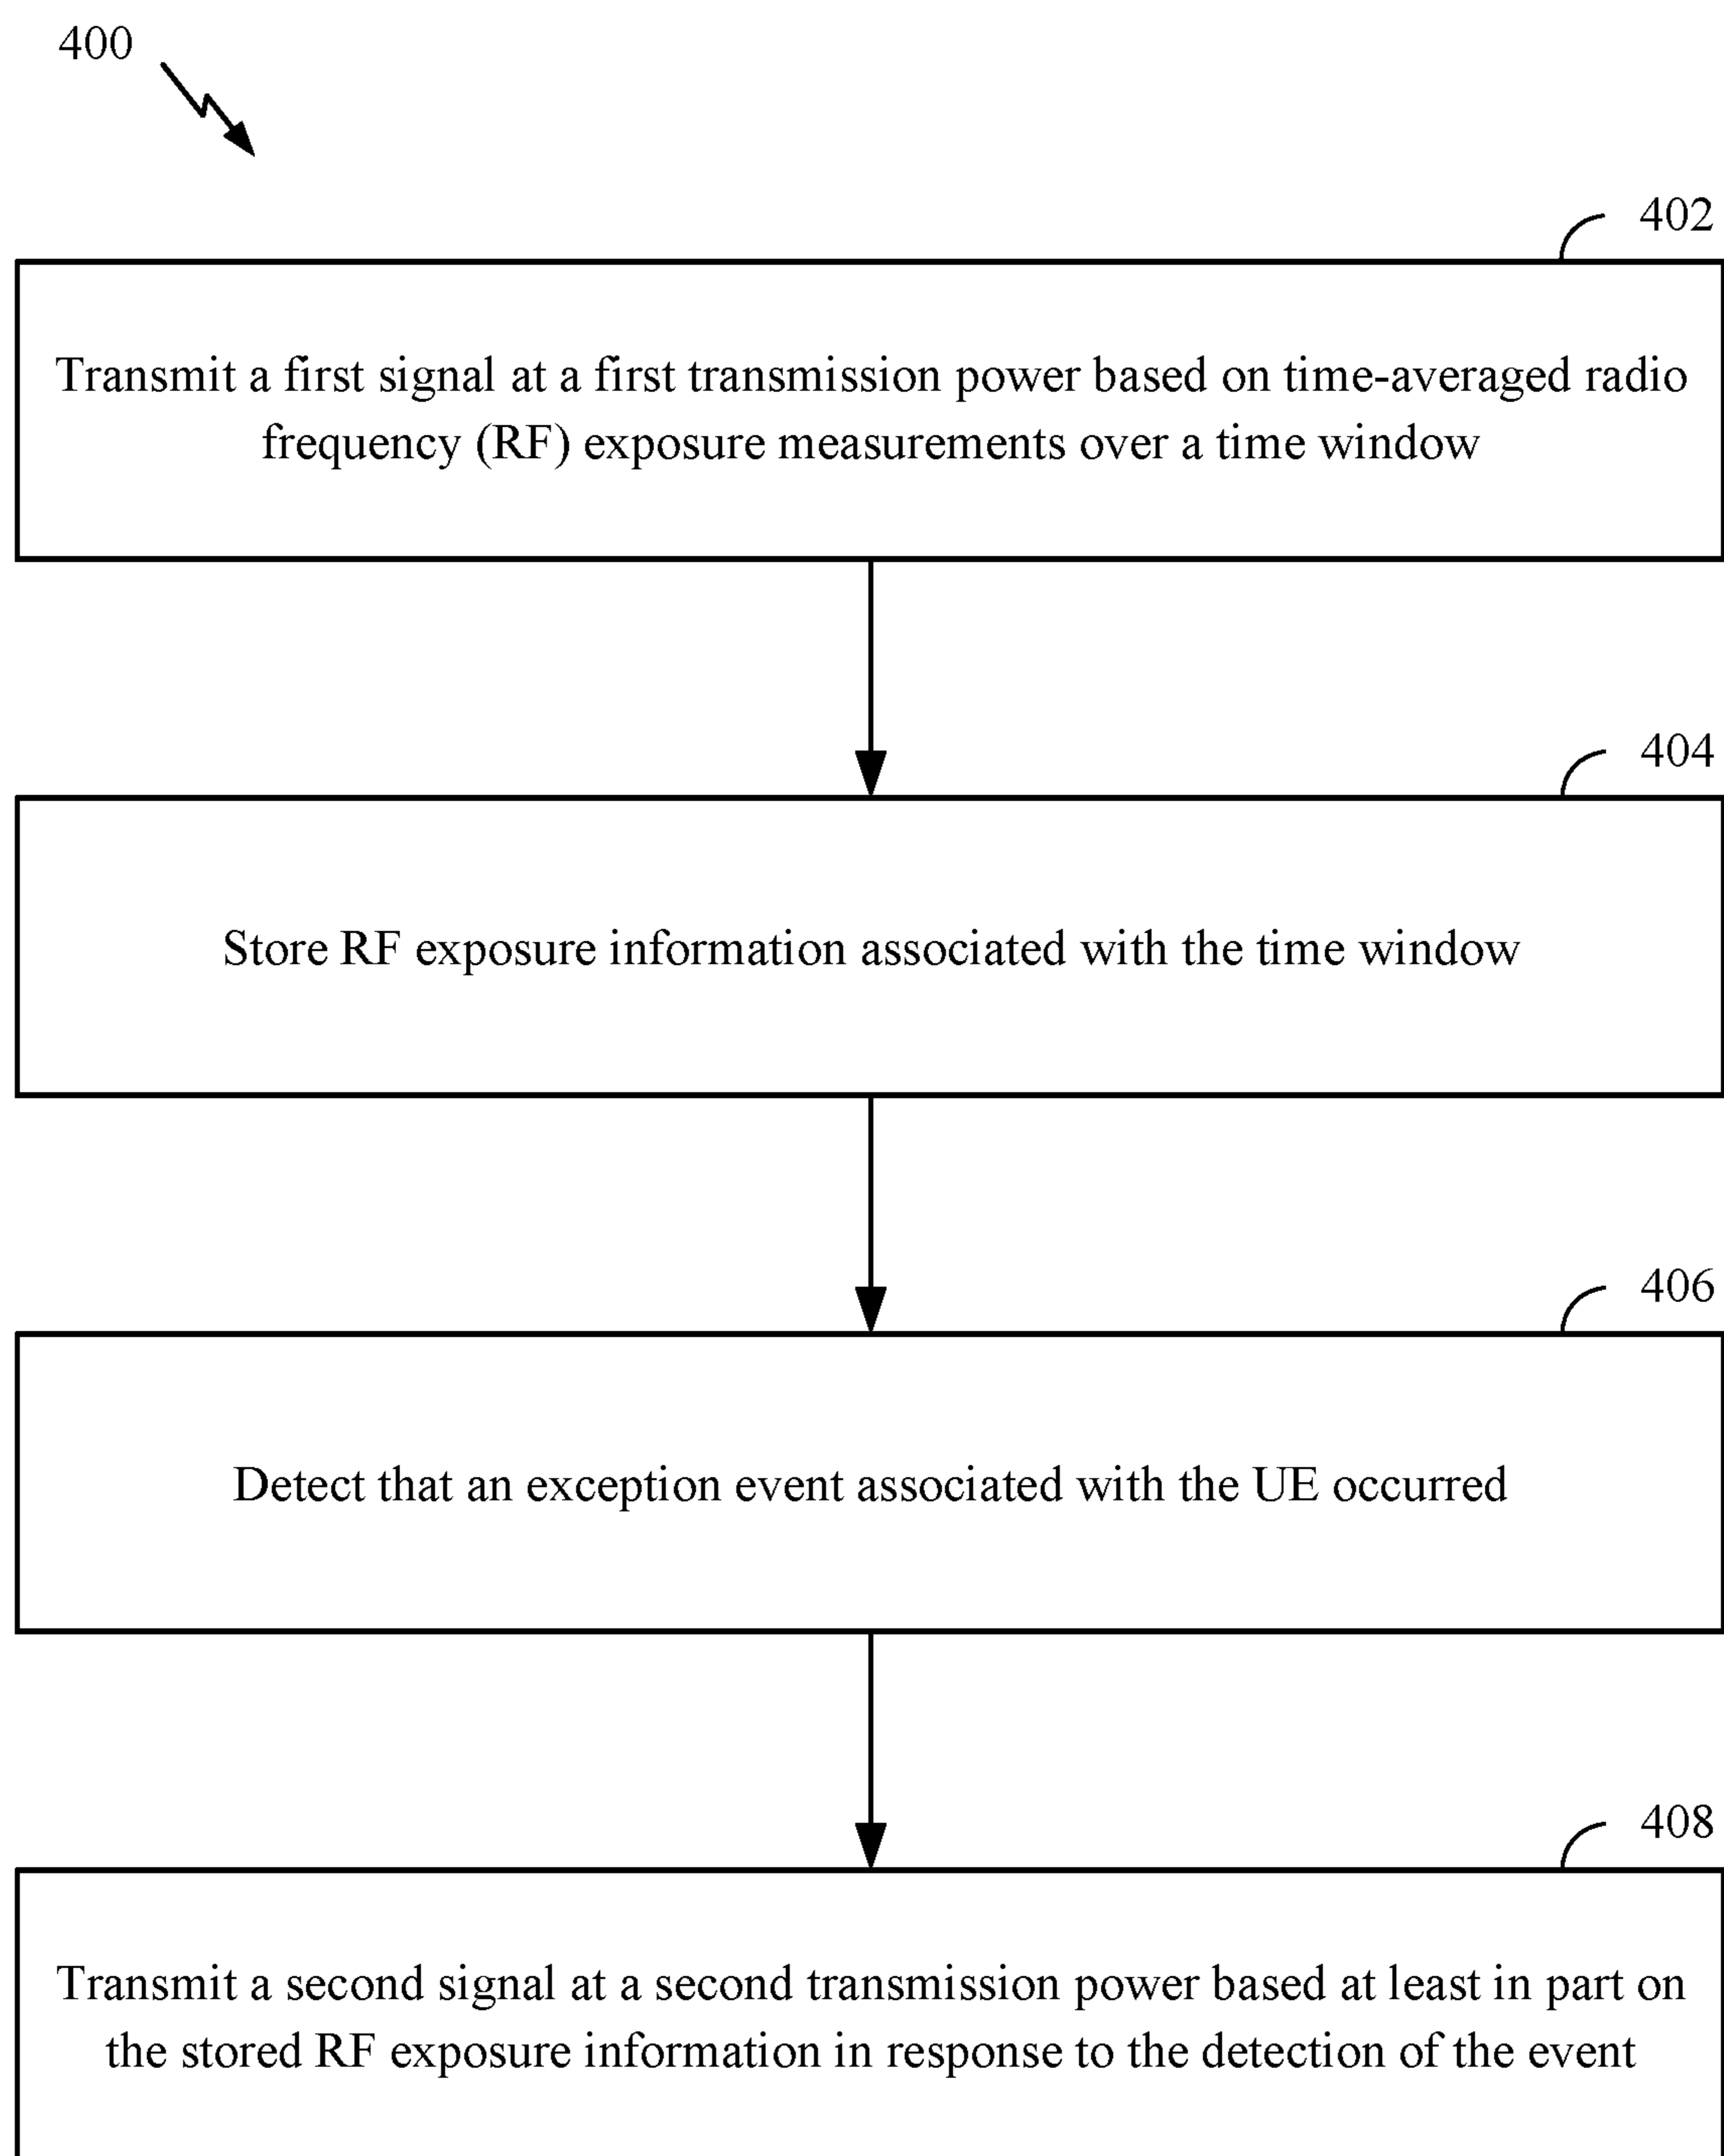 400
402
Transmit a first signal at a first transmission power based on time-averaged radio
frequency (RF) exposure measurements over a time window
404
Store RF exposure information associated with the time window
406
Detect that an exception event associated with the UE occurred
408
Transmit a second signal at a second transmission power based at least in part on
the stored RF exposure information in response to the detection of the event